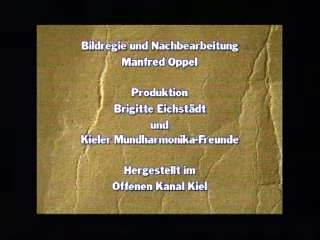 Bildregie und Nachbearbeitung
Manfred Oppel
Produktion
Brigitte Eichstädt
und
Kieler Mundharmonika-Freunde
Hergestellt im
Offenen Kanal Kiel